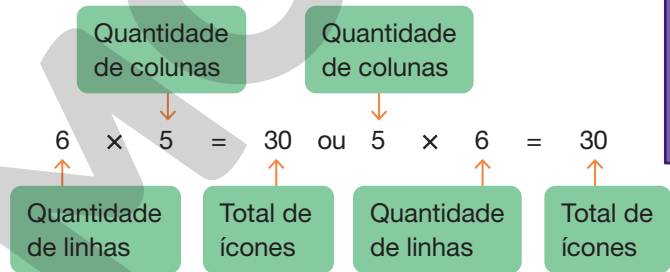 Quantidade
de colunas
Quantidade
de colunas
6 × 5 = 30 ou 5 × 6 = 30
Quantidade
de linhas
Total de
ícones
Quantidade
de linhas
Total de
ícones